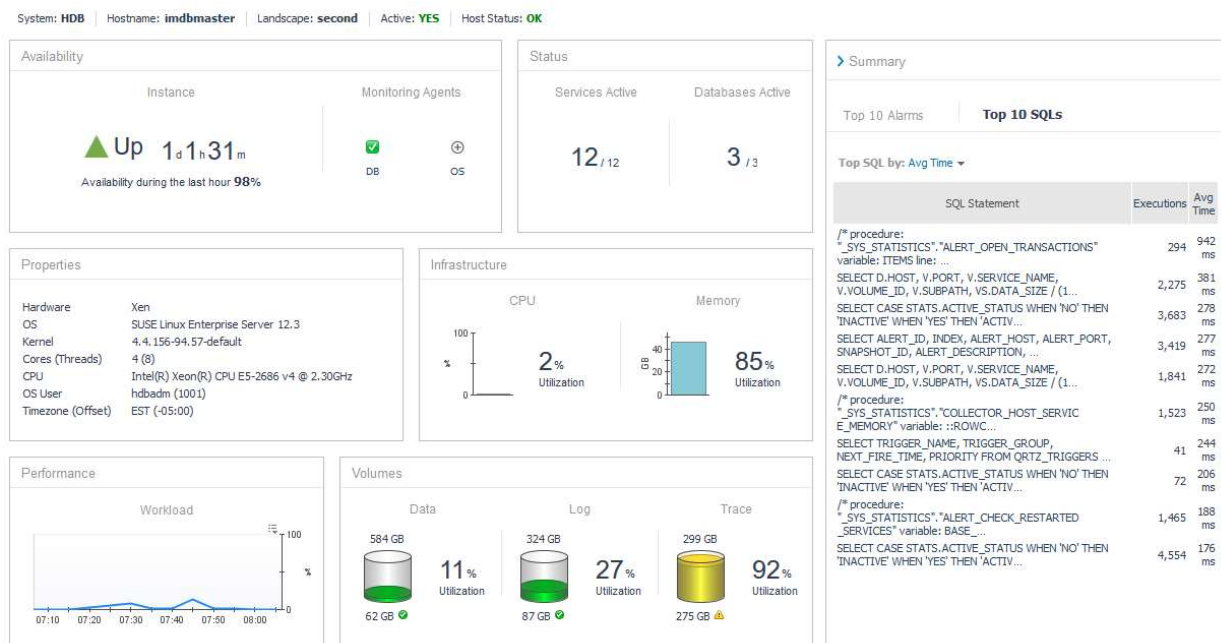 System: HDB Hostname: imdbmaster Landscape: second Active: YES Host Status: OK
Availability
Instance
Monitoring Agents
Up 1d 1h 31m
Availability during the last hour 98%
DB
OS
Status
Services Active
Databases Active
12 / 12
3 / 3
Properties
Hardware Xen
OS SUSE Linux Enterprise Server 12.3
Kernel 4.4.156-94.57-default
Cores (Threads) 4 (8)
CPU Intel(R) Xeon(R) CPU E5-2686 v4 @ 2.30GHz
OS User hdbadm (1001)
Timezone (Offset) EST (-05:00)
Infrastructure
CPU
100
%
0
2%
Utilization
Memory
40
GB
20
0
85%
Utilization
Performance
Workload
100
%
0
07:10 07:20 07:30 07:40 07:50 08:00
Volumes
Data
584 GB
11%
Utilization
62 GB
Log
324 GB
27%
Utilization
87 GB
Trace
299 GB
92%
Utilization
275 GB
Summary
Top 10 Alarms
Top 10 SQLs
Top SQL by: Avg Time
SQL Statement Executions Avg
Time
/* procedure:
"_SYS_STATISTICS"."ALERT_OPEN_TRANSACTIONS"
variable: ITEMS line: ...
294 942
ms
SELECT D.HOST, V.PORT, V.SERVICE_NAME,
V.VOLUME_ID, V.SUBPATH, VS.DATA_SIZE / (1...
2,275 381
ms
SELECT CASE STATS.ACTIVE_STATUS WHEN 'NO' THEN
'INACTIVE' WHEN 'YES' THEN 'ACTIV...
3,683 278
ms
SELECT ALERT_ID, INDEX, ALERT_HOST, ALERT_PORT,
SNAPSHOT_ID, ALERT_DESCRIPTION, ...
3,419 277
ms
SELECT D.HOST, V.PORT, V.SERVICE_NAME,
V.VOLUME_ID, V.SUBPATH, VS.DATA_SIZE / (1...
1,841 272
ms
/* procedure:
"_SYS_STATISTICS"."COLLECTOR_HOST_SERVIC
E_MEMORY" variable: ::ROWC...
1,523 250
ms
SELECT TRIGGER_NAME, TRIGGER_GROUP,
NEXT_FIRE_TIME, PRIORITY FROM QRTZ_TRIGGERS ...
41 244
ms
SELECT CASE STATS.ACTIVE_STATUS WHEN 'NO' THEN
'INACTIVE' WHEN 'YES' THEN 'ACTIV...
72 206
ms
/* procedure:
"_SYS_STATISTICS"."ALERT_CHECK_RESTARTED
_SERVICES" variable: BASE_...
1,465 188
ms
SELECT CASE STATS.ACTIVE_STATUS WHEN 'NO' THEN
'INACTIVE' WHEN 'YES' THEN 'ACTIV...
4,554 176
ms